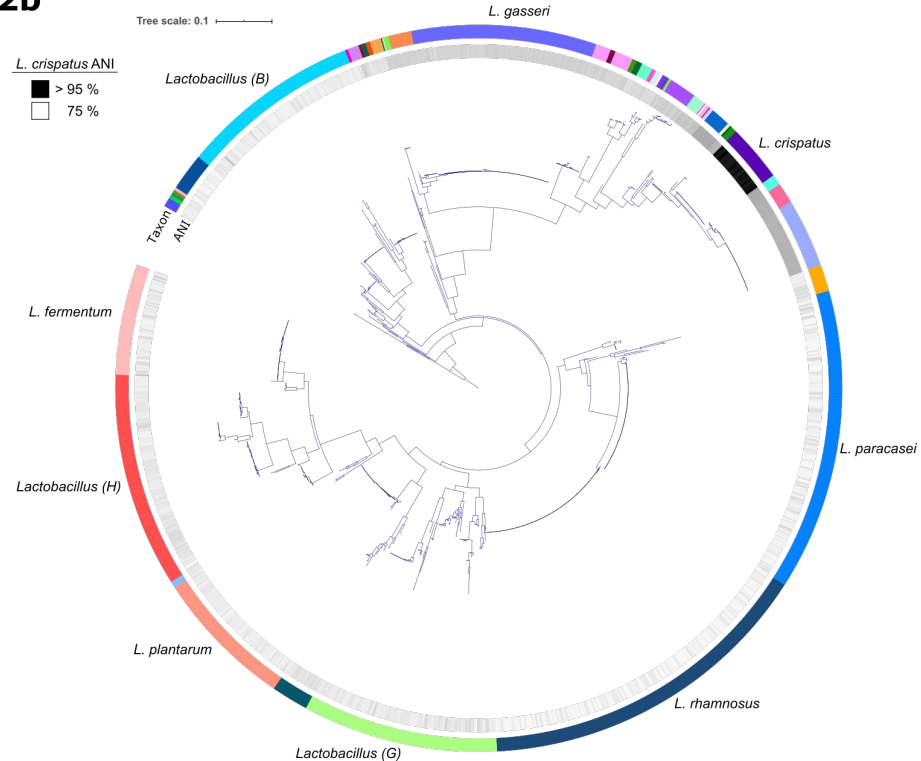 2b
Tree scale: 0.1
L. gasseri
L. crispatus ANI
> 95 %
75 %
Lactobacillus (B)
L. crispatus
Taxon
ANI
L. fermentum
L. paracasei
Lactobacillus (H)
L. plantarum
L. rhamnosus
Lactobacillus (G)